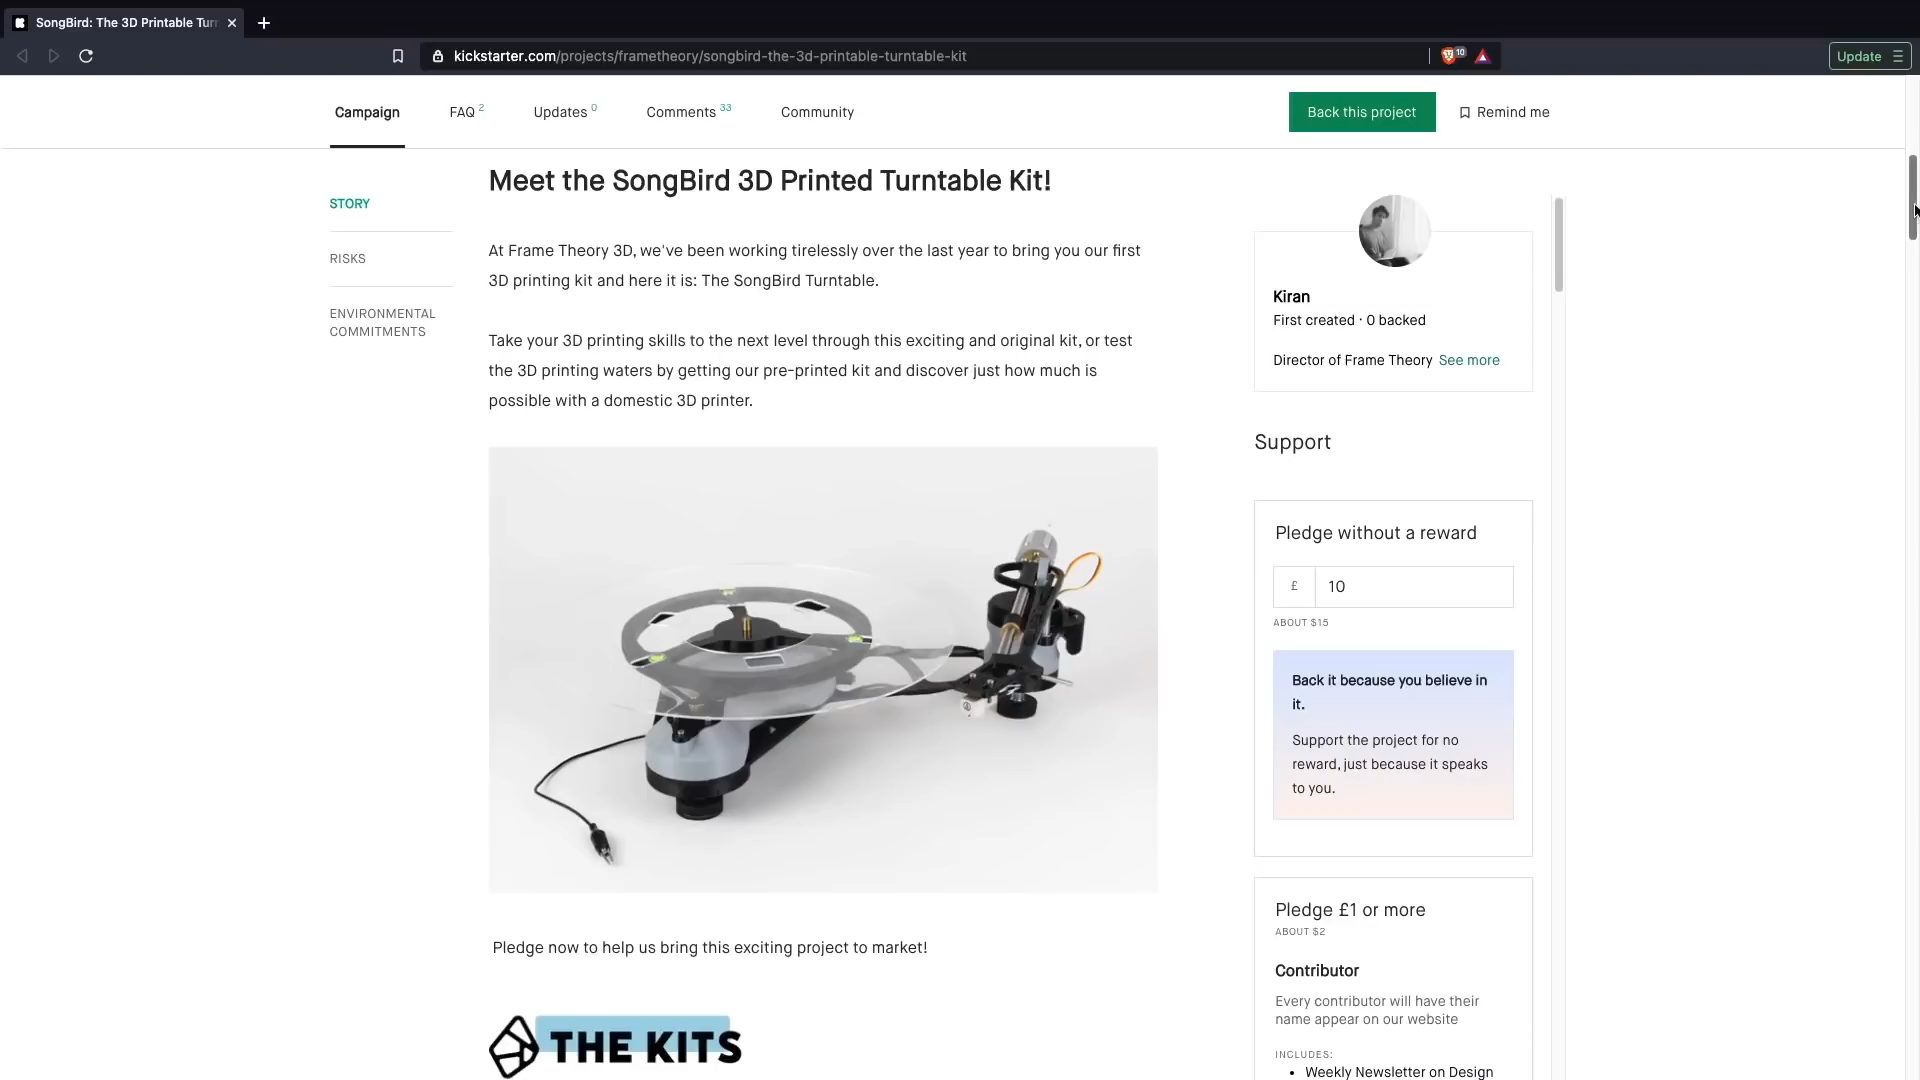 SongBird: The 3D Printable Turn
kickstarter.com/projects/frametheory/songbird-the-3d-printable-turntable-kit
10
Update
Campaign
FAQ 2
Updates 0
Comments 33
Community
Back this project
Remind me
STORY
RISKS
ENVIRONMENTAL
COMMITMENTS
Meet the SongBird 3D Printed Turntable Kit!
At Frame Theory 3D, we've been working tirelessly over the last year to bring you our first
3D printing kit and here it is: The SongBird Turntable.
Take your 3D printing skills to the next level through this exciting and original kit, or test
the 3D printing waters by getting our pre-printed kit and discover just how much is
possible with a domestic 3D printer.
Pledge now to help us bring this exciting project to market!
THE KITS
Kiran
First created · 0 backed
Director of Frame Theory See more
Support
Pledge without a reward
£ 10
ABOUT $15
Back it because you believe in
it.
Support the project for no
reward, just because it speaks
to you.
Pledge £1 or more
ABOUT $2
Contributor
Every contributor will have their
name appear on our website
INCLUDES:
• Weekly Newsletter on Design